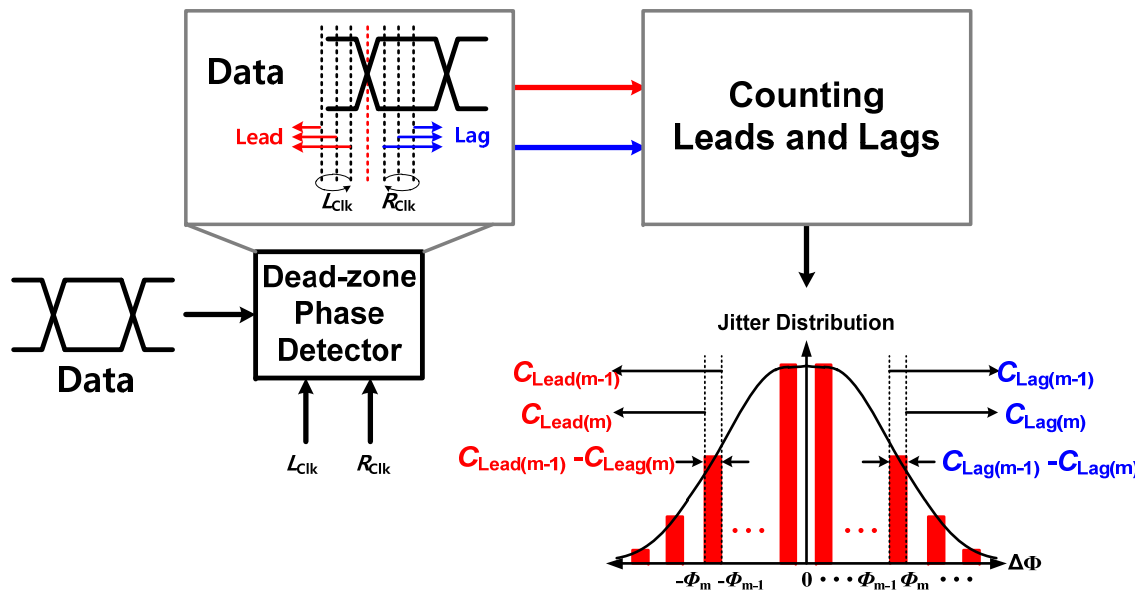 Data
Lead
Lag
LClk
RClk
Counting
Leads and Lags
Dead-zone
Phase
Detector
Data
LClk
RClk
Jitter Distribution
CLead(m-1)
CLag(m-1)
CLead(m)
CLag(m)
CLead(m-1) -CLeag(m)
CLag(m-1) -CLag(m)
• • •
• • •
-Φm -Φm-1 0 • • • • Φm-1 Φm • • •
ΔΦ